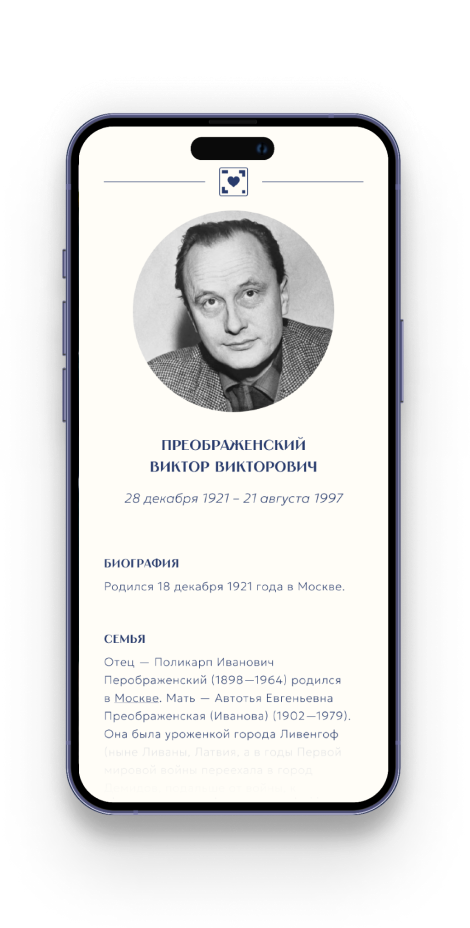 ПРЕОБРАЖЕНСКИЙ
ВИКТОР ВИКТОРОВИЧ
28 декабря 1921 – 21 августа 1997
БИОГРАФИЯ
Родился 18 декабря 1921 года в Москве.
СЕМЬЯ
Отец — Поликарп Иванович
Перображенский (1898—1964) родился
в Москве. Мать — Автотья Евгеньевна
Преображенская (Иванова) (1902—1979).
Она была уроженкой города Ливенгоф
(ныне Ливаны, Латвия, а в годы Первой
мировой войны переехала в город